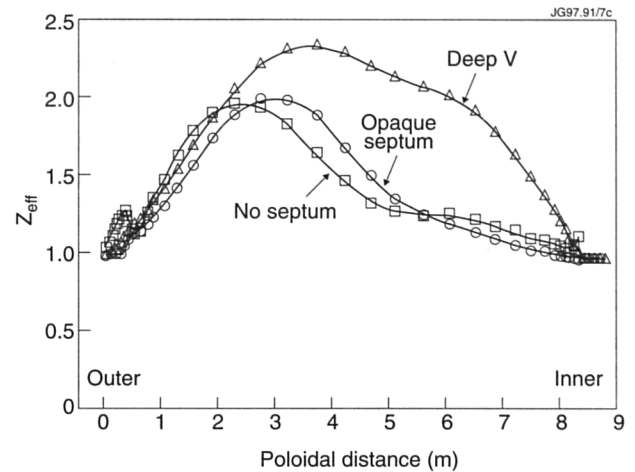 JG97.91/7c
2.5
2.0
1.5
1.0
0.5
0
Zeff
Deep V
Opaque
septum
No septum
Outer
Inner
0 1 2 3 4 5 6 7 8 9
Poloidal distance (m)